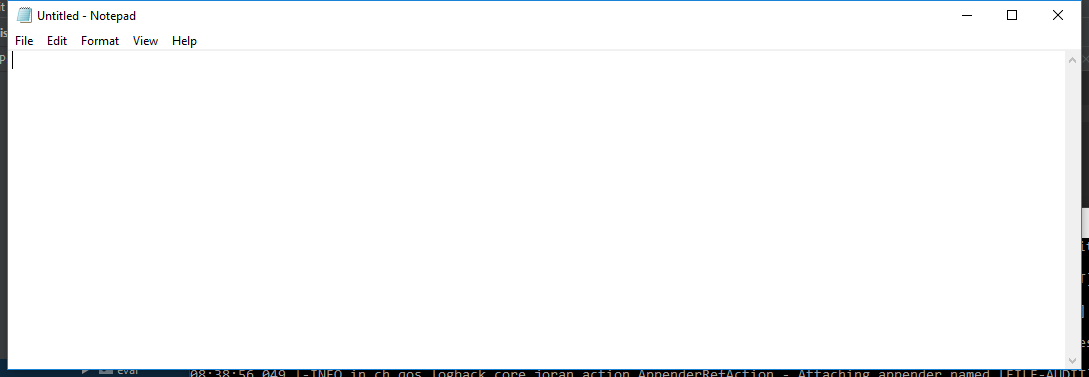 Untitled - Notepad
File Edit Format View Help
eval
08:38:56,049 |-INFO in ch.qos.logback.core.joran.action.AppenderRefAction - Attaching appender named [FILE-AUDIT